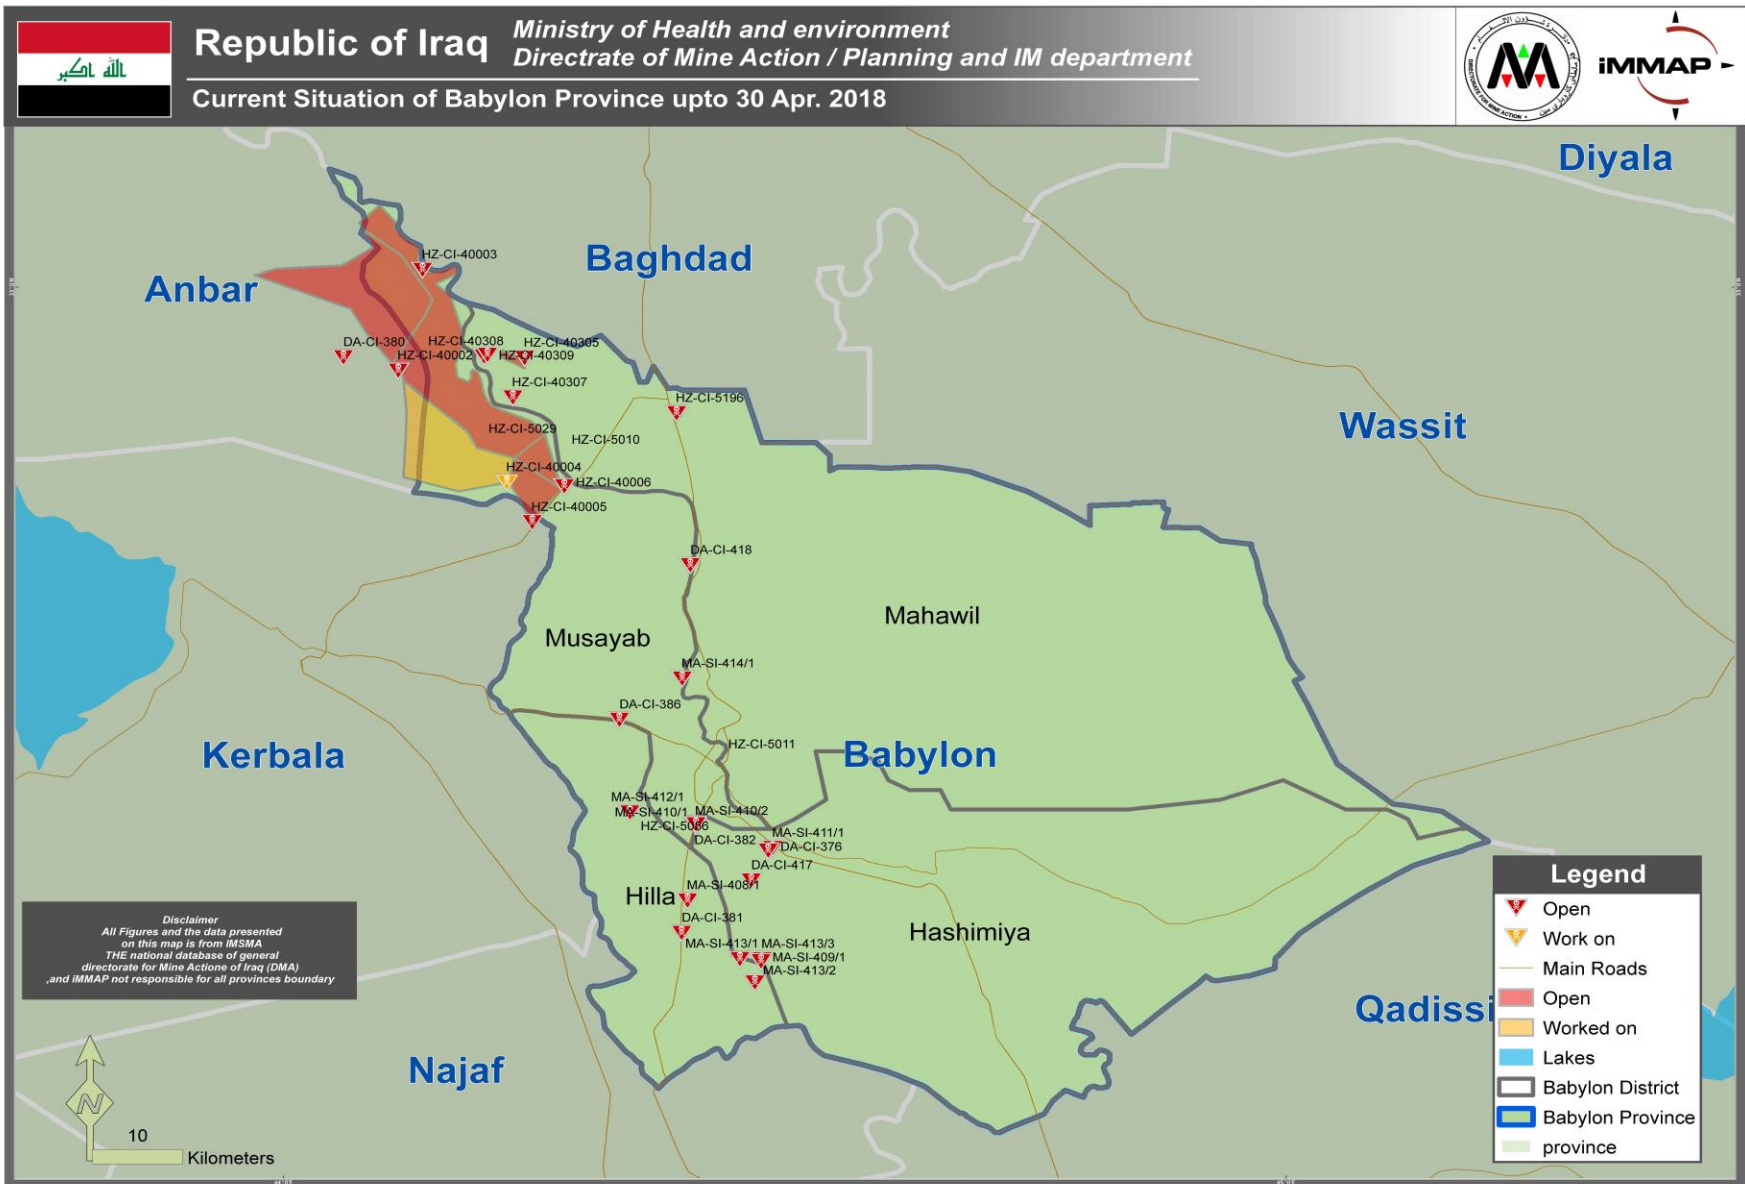 الله اكبر
Republic of Iraq
Ministry of Health and environment
Directrate of Mine Action / Planning and IM department
Current Situation of Babylon Province upto 30 Apr. 2018
DIRECTORATE FOR MINE ACTION
iMMAP
Diyala
Baghdad
Anbar
HZ-CI-40003
DA-CI-380
HZ-CI-40308
HZ-CI-40305
HZ-CI-40002
HZ-CI-40309
HZ-CI-40307
HZ-CI-5196
Wassit
HZ-CI-5029
HZ-CI-5010
HZ-CI-40004
HZ-CI-40006
HZ-CI-40005
DA-CI-418
Mahawil
Musayab
MA-SI-414/1
DA-CI-386
HZ-CI-5011
Babylon
Kerbala
MA-SI-412/1
MA-SI-410/1
MA-SI-410/2
HZ-CI-5056
MA-SI-411/1
DA-CI-382
DA-CI-376
DA-CI-417
MA-SI-408/1
Hilla
DA-CI-381
Hashimiya
MA-SI-413/1
MA-SI-413/3
MA-SI-409/1
MA-SI-413/2
Qadissi
Najaf
Disclaimer
All Figures and the data presented
on this map is from IMSMA
THE national database of general
directorate for Mine Actione of Iraq (DMA)
,and iMMAP not responsible for all provinces boundary
N
10
Kilometers
Legend
Open
Work on
Main Roads
Open
Worked on
Lakes
Babylon District
Babylon Province
province